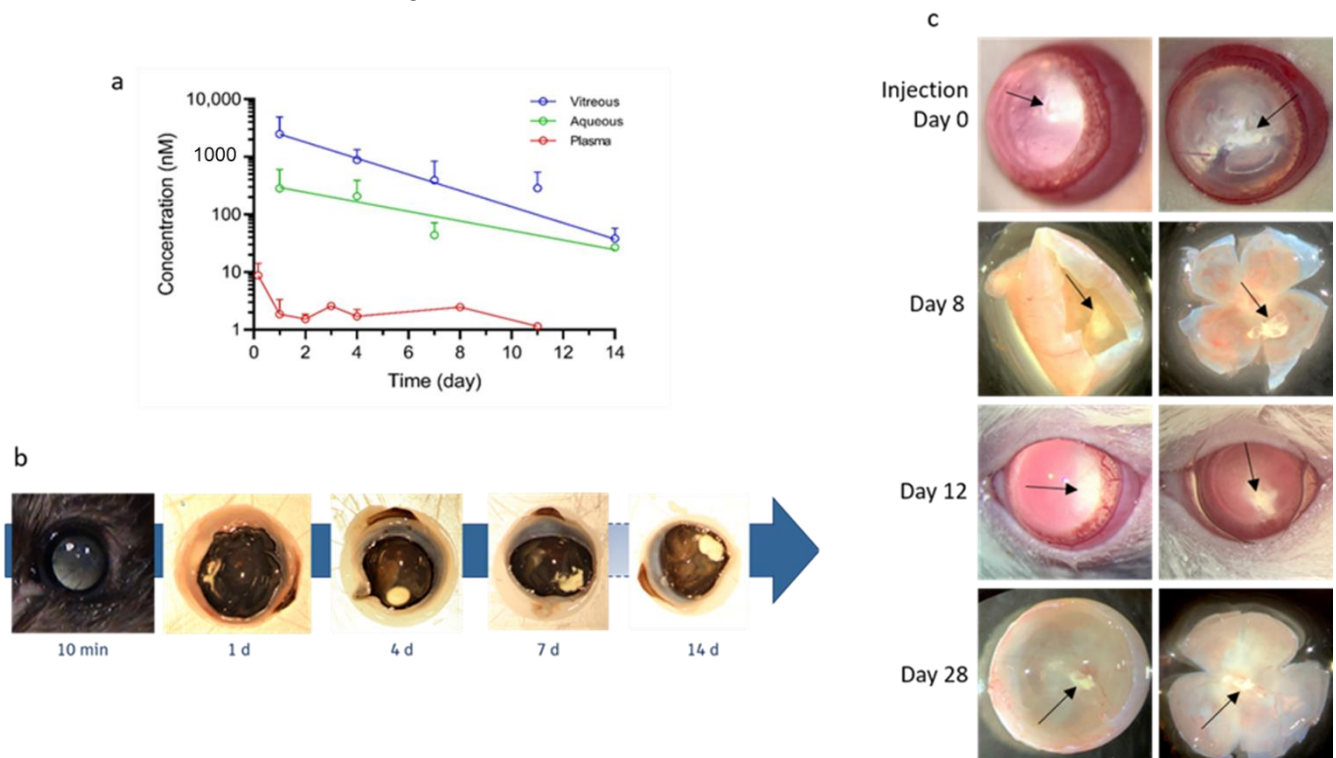 c
a
Injection
Day 0
10,000
1000
100
10
1
Concentration (nM)
Vitreous
Aqueous
Plasma
0 2 4 6 8 10 12 14
Time (day)
Day 8
b
10 min 1 d 4 d 7 d 14 d
Day 12
Day 28